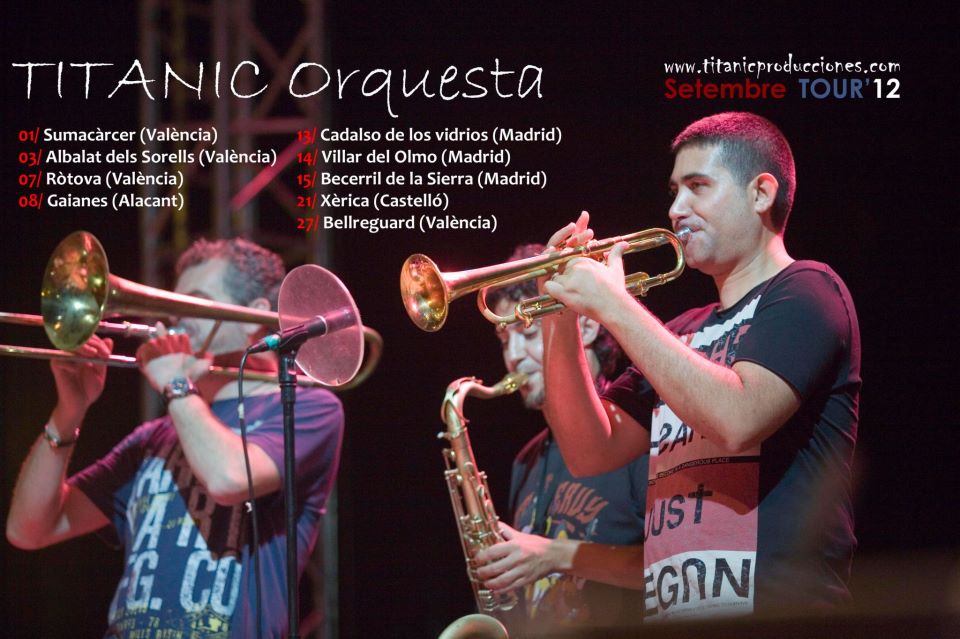 TITANIC Orquesta
www.titanicproducciones.com
Setembre TOUR'12
01/ Sumacàrcer (València)
03/ Albalat dels Sorells (València)
07/ Ròtova (València)
08/ Gaianes (Alacant)
13/ Cadalso de los vidrios (Madrid)
14/ Villar del Olmo (Madrid)
15/ Becerril de la Sierra (Madrid)
21/ Xèrica (Castelló)
27/ Bellreguard (València)
JUST
EG. CO